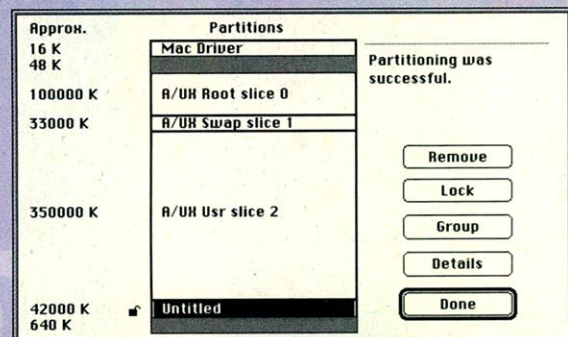 Approx. Partitions
16 K Mac Driver
48 K
Partitioning was
successful.
100000 K A/UX Root slice 0
33000 K A/UX Swap slice 1
Remove
Lock
350000 K A/UX Usr slice 2
Group
Details
42000 K Untitled
Done
640 K